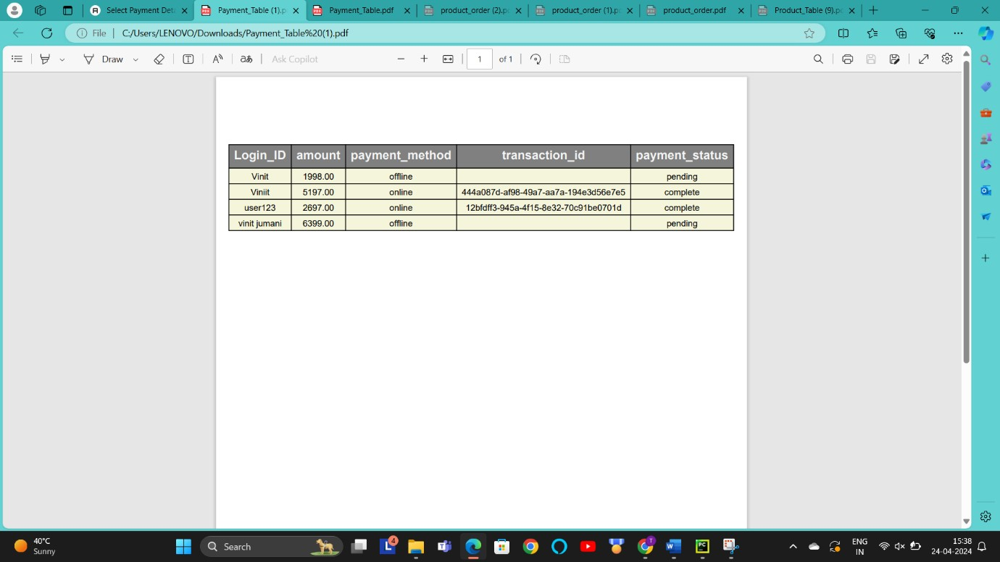 Select Payment Det
Payment_Table (1).p
Payment_Table.pdf
product_order (2).p
product_order (1).p
product_order.pdf
Product_Table (9).p
File
C:/Users/LENOVO/Downloads/Payment_Table%20(1).pdf
Draw
T
A
aあ
Ask Copilot
1
of 1
Login_ID amount payment_method transaction_id payment_status
Vinit 1998.00 offline pending
Viniit 5197.00 online 444a087d-af98-49a7-aa7a-194e3d56e7e5 complete
user123 2697.00 online 12bfdff3-945a-4f15-8e32-70c91be0701d complete
vinit jumani 6399.00 offline pending
40°C
Sunny
Search
L
4
T
W
PC
ENG
IN
15:38
24-04-2024